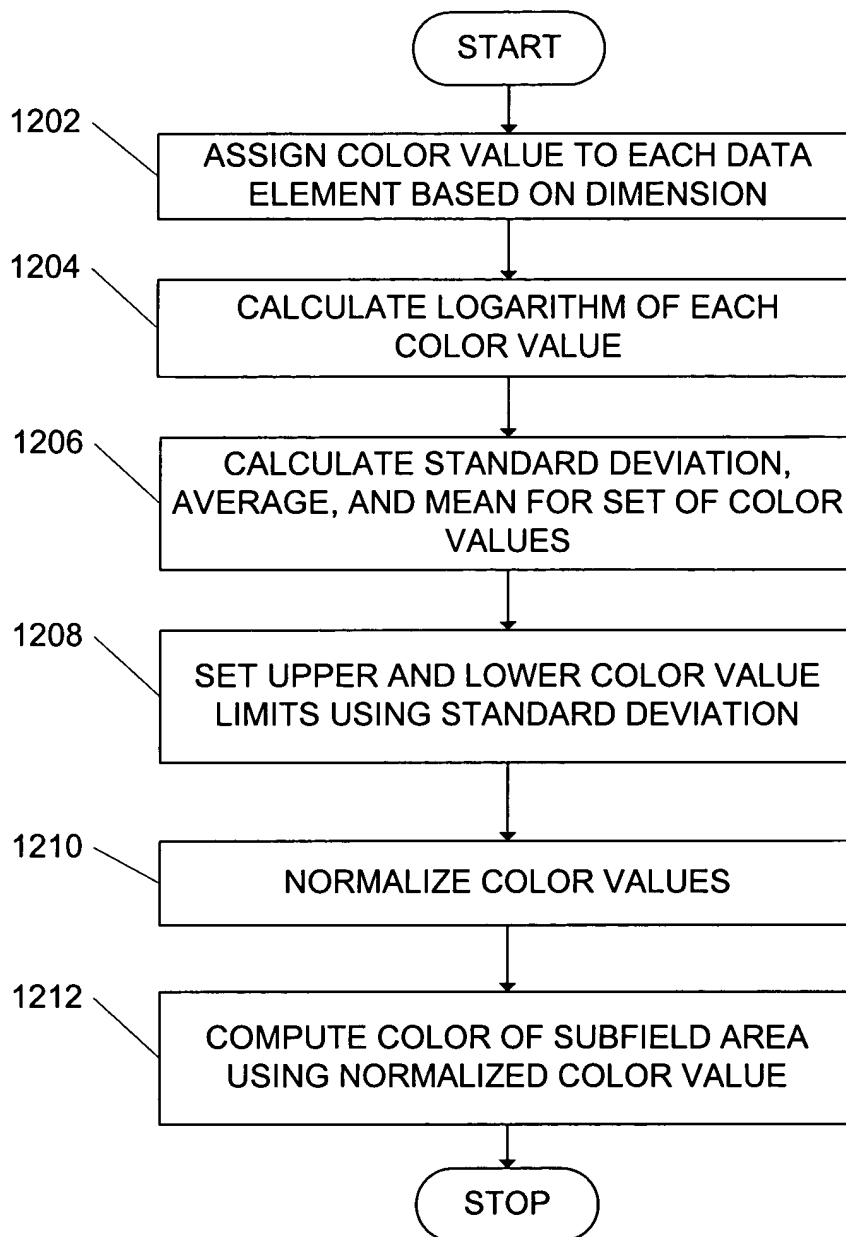 START
1202
ASSIGN COLOR VALUE TO EACH DATA
ELEMENT BASED ON DIMENSION
1204
CALCULATE LOGARITHM OF EACH
COLOR VALUE
1206
CALCULATE STANDARD DEVIATION,
AVERAGE, AND MEAN FOR SET OF COLOR
VALUES
1208
SET UPPER AND LOWER COLOR VALUE
LIMITS USING STANDARD DEVIATION
1210
NORMALIZE COLOR VALUES
1212
COMPUTE COLOR OF SUBFIELD AREA
USING NORMALIZED COLOR VALUE
STOP